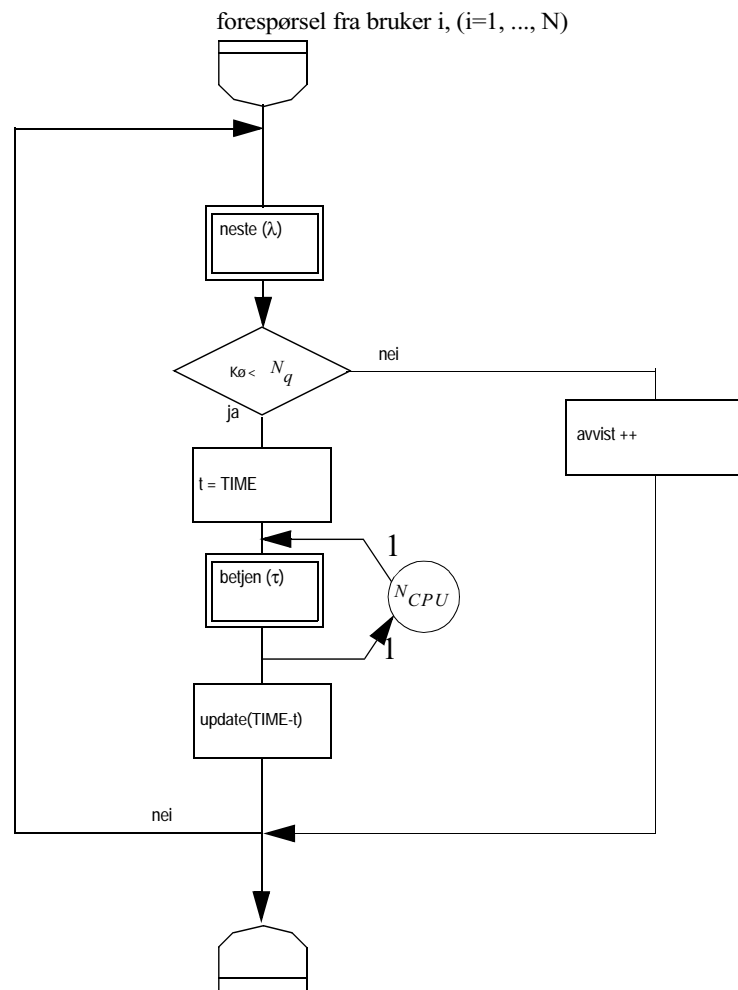 forespørsel fra bruker i, (i=1, ..., N)
neste (λ)
Kø < N_q
nei
ja
avvist ++
t = TIME
1
betjen (τ)
N_CPU
1
update(TIME-t)
nei